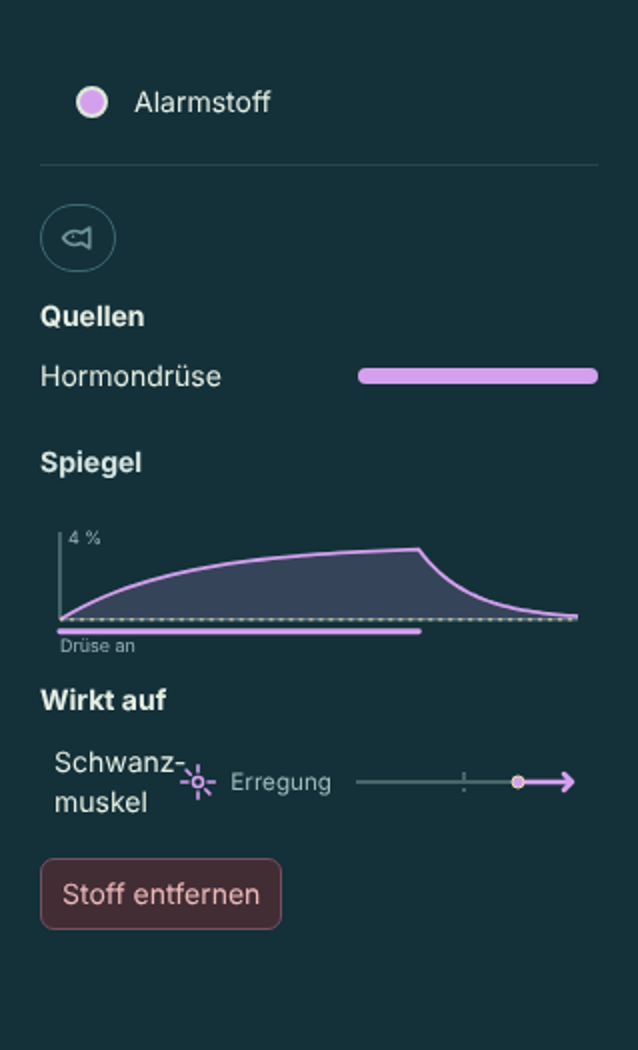 Alarmstoff
Quellen
Hormondrüse
Spiegel
4 %
Drüse an
Wirkt auf
Schwanz-
muskel
Erregung
Stoff entfernen